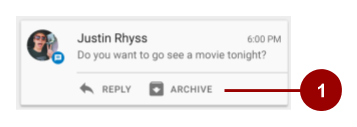 Justin Rhyss 6:00 PM
Do you want to go see a movie tonight?
REPLY ARCHIVE 1